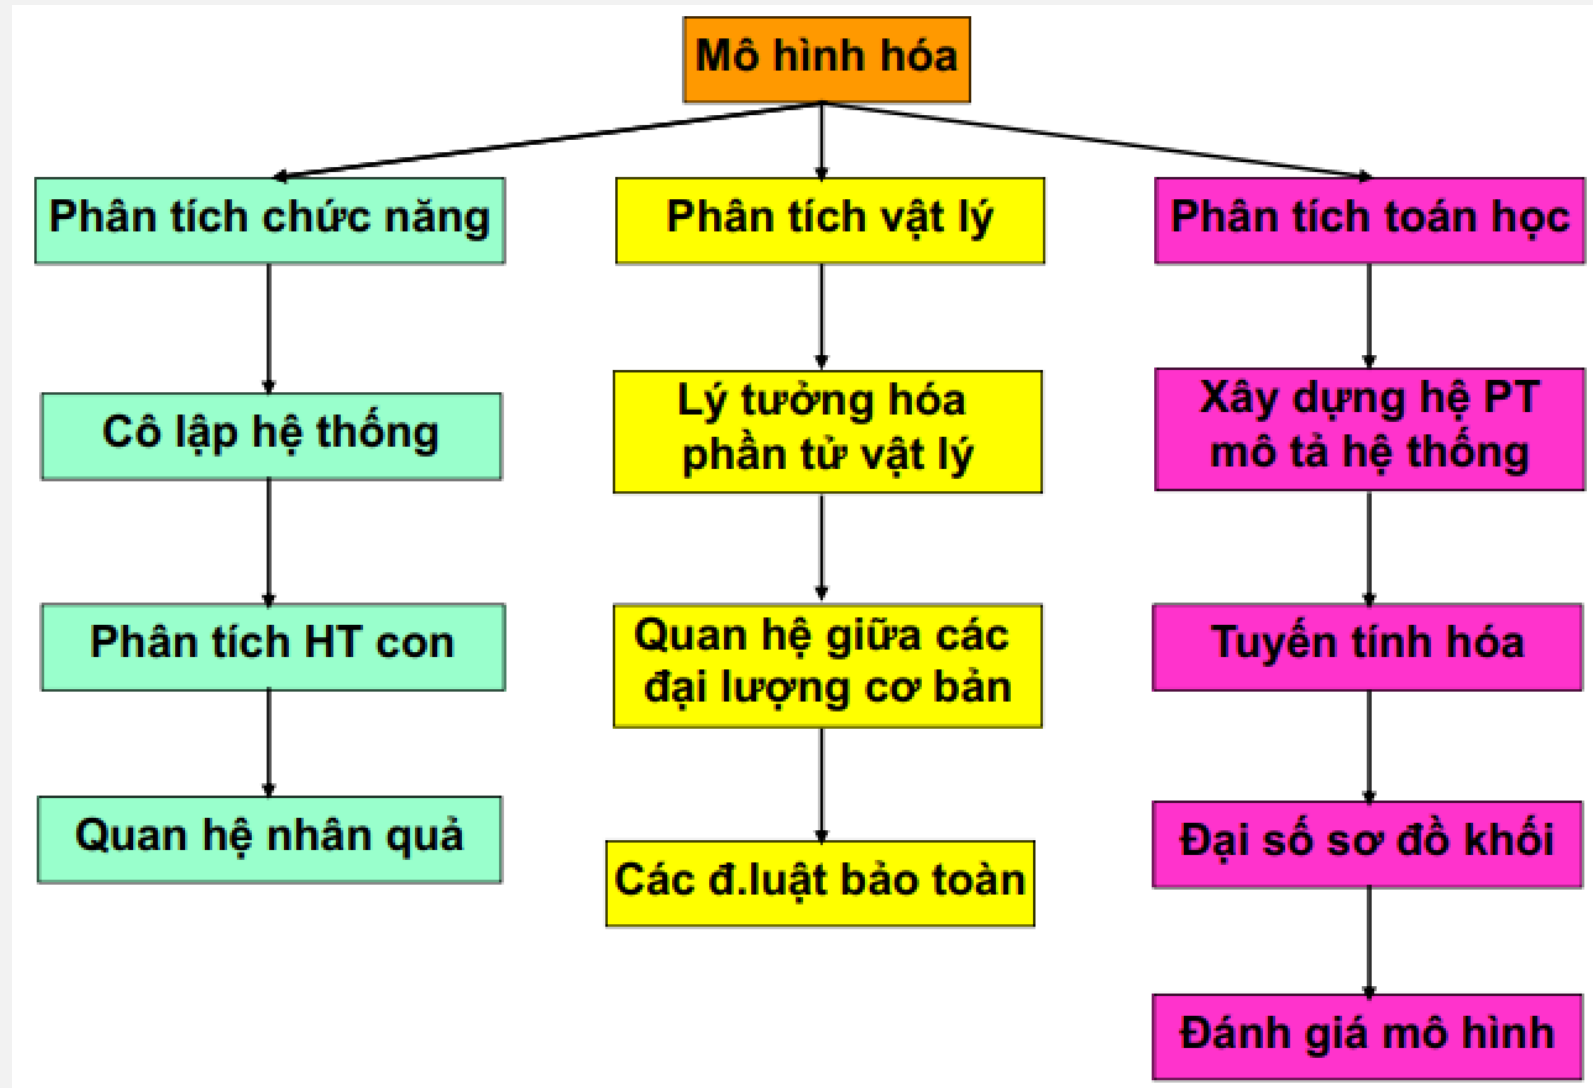 Mô hình hóa
Phân tích chức năng
Phân tích vật lý
Phân tích toán học
Cô lập hệ thống
Lý tưởng hóa
phần tử vật lý
Xây dựng hệ PT
mô tả hệ thống
Phân tích HT con
Quan hệ giữa các
đại lượng cơ bản
Tuyến tính hóa
Quan hệ nhân quả
Các đ.luật bảo toàn
Đại số sơ đồ khối
Đánh giá mô hình